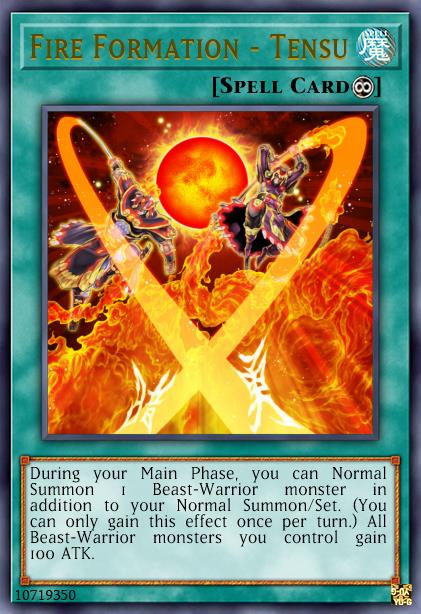 Fire Formation - Tensu
SPELL
魔
[Spell Card]
During your Main Phase, you can Normal
Summon 1 Beast-Warrior monster in
addition to your Normal Summon/Set. (You
can only gain this effect once per turn.) All
Beast-Warrior monsters you control gain
100 ATK.
10719350